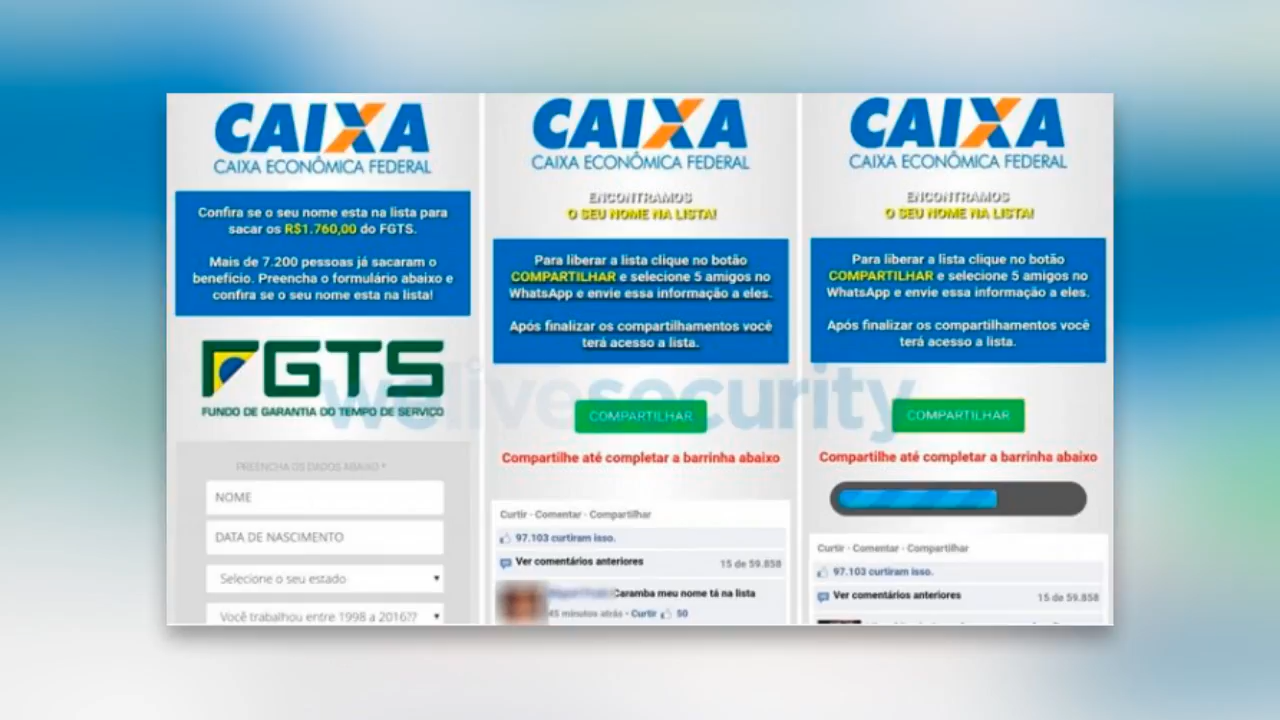 CAIXA
CAIXA ECONÔMICA FEDERAL
Confira se o seu nome esta na lista para
sacar os R$1.760,00 do FGTS.
Mais de 7.200 pessoas já sacaram o
benefício. Preencha o formulário abaixo e
confira se o seu nome esta na lista!
FGTS
FUNDO DE GARANTIA DO TEMPO DE SERVIÇO
PREENCHA OS DADOS ABAIXO *
NOME
DATA DE NASCIMENTO
Selecione o seu estado
Você trabalhou entre 1998 a 2016??
CAIXA
CAIXA ECONÔMICA FEDERAL
ENCONTRAMOS
O SEU NOME NA LISTA!
Para liberar a lista clique no botão
COMPARTILHAR e selecione 5 amigos no
WhatsApp e envie essa informação a eles.
Após finalizar os compartilhamentos você
terá acesso a lista.
COMPARTILHAR
Compartilhe até completar a barrinha abaixo
Curtir - Comentar - Compartilhar
97.103 curtiram isso.
Ver comentários anteriores 15 de 59.858
Caramba meu nome tá na lista
45 minutos atrás - Curtir 50
CAIXA
CAIXA ECONÔMICA FEDERAL
ENCONTRAMOS
O SEU NOME NA LISTA!
Para liberar a lista clique no botão
COMPARTILHAR e selecione 5 amigos no
WhatsApp e envie essa informação a eles.
Após finalizar os compartilhamentos você
terá acesso a lista.
COMPARTILHAR
Compartilhe até completar a barrinha abaixo
Curtir - Comentar - Compartilhar
97.103 curtiram isso.
Ver comentários anteriores 15 de 59.858
welivesecurity